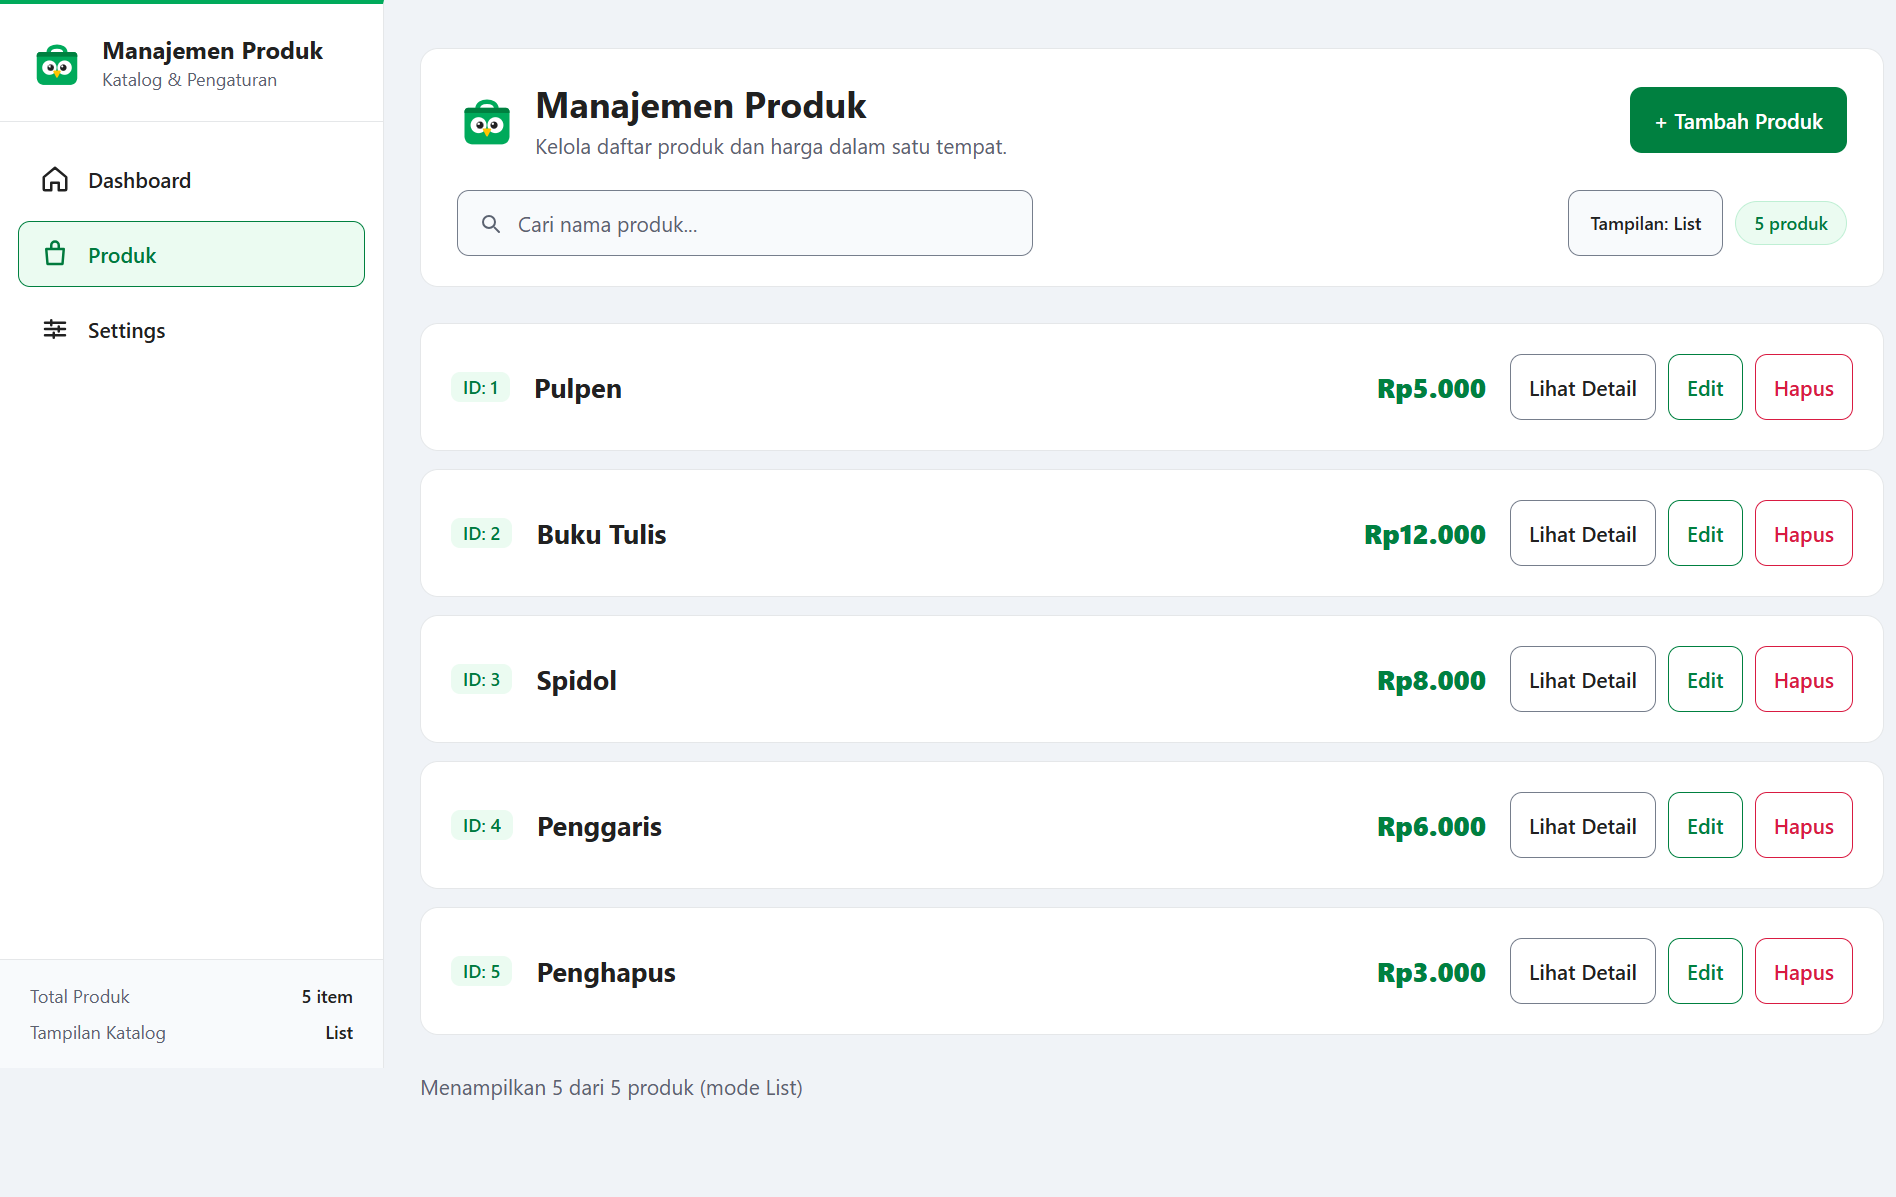 Manajemen Produk
Katalog & Pengaturan
Dashboard
Produk
Settings
Total Produk 5 item
Tampilan Katalog List
Manajemen Produk
Kelola daftar produk dan harga dalam satu tempat.
+ Tambah Produk
Cari nama produk...
Tampilan: List
5 produk
ID: 1 Pulpen Rp5.000 Lihat Detail Edit Hapus
ID: 2 Buku Tulis Rp12.000 Lihat Detail Edit Hapus
ID: 3 Spidol Rp8.000 Lihat Detail Edit Hapus
ID: 4 Penggaris Rp6.000 Lihat Detail Edit Hapus
ID: 5 Penghapus Rp3.000 Lihat Detail Edit Hapus
Menampilkan 5 dari 5 produk (mode List)